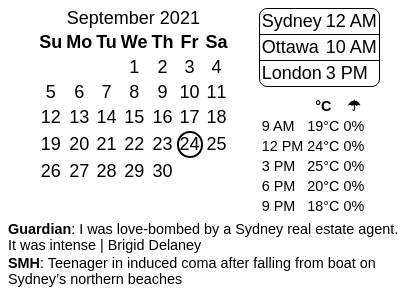 September 2021
Su Mo Tu We Th Fr Sa
1 2 3 4
5 6 7 8 9 10 11
12 13 14 15 16 17 18
19 20 21 22 23 24 25
26 27 28 29 30
Sydney 12 AM
Ottawa 10 AM
London 3 PM
°C ☂
9 AM 19°C 0%
12 PM 24°C 0%
3 PM 25°C 0%
6 PM 20°C 0%
9 PM 18°C 0%
Guardian: I was love-bombed by a Sydney real estate agent.
It was intense | Brigid Delaney
SMH: Teenager in induced coma after falling from boat on
Sydney’s northern beaches